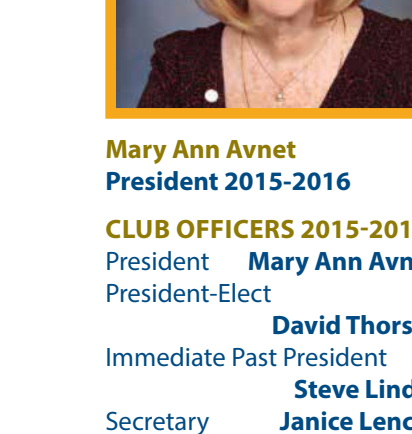 Mary Ann Avnet
President 2015-2016
CLUB OFFICERS 2015-201
President Mary Ann Avn
President-Elect
David Thors
Immediate Past President
Steve Lind
Secretary Janice Lenc